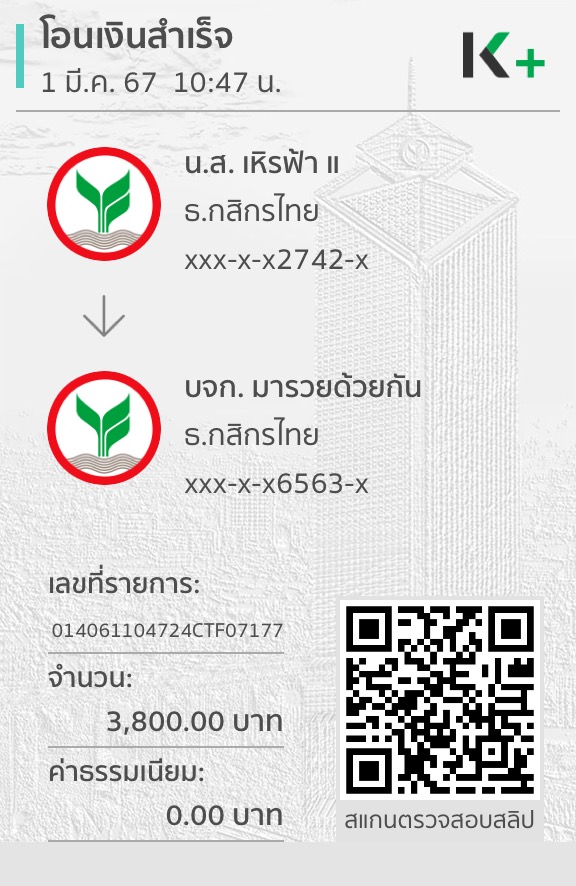 โอนเงินสำเร็จ
1 มี.ค. 67 10:47 น.
K+
น.ส. เหิรฟ้า แ
ธ.กสิกรไทย
xxx-x-x2742-x
บจก. มารวยด้วยกัน
ธ.กสิกรไทย
xxx-x-x6563-x
เลขที่รายการ:
014061104724CTF07177
จำนวน:
3,800.00 บาท
ค่าธรรมเนียม:
0.00 บาท
สแกนตรวจสอบสลิป